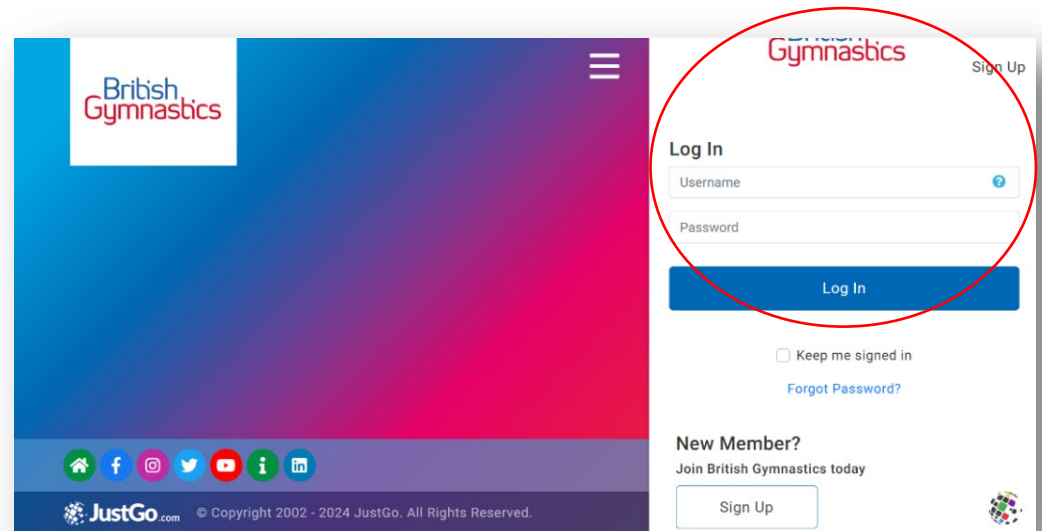 British
Gymnastics
British
Gymnastics
Sign Up
Log In
Username
Password
Log In
Keep me signed in
Forgot Password?
New Member?
Join British Gymnastics today
Sign Up
JustGo.com © Copyright 2002 - 2024 JustGo. All Rights Reserved.